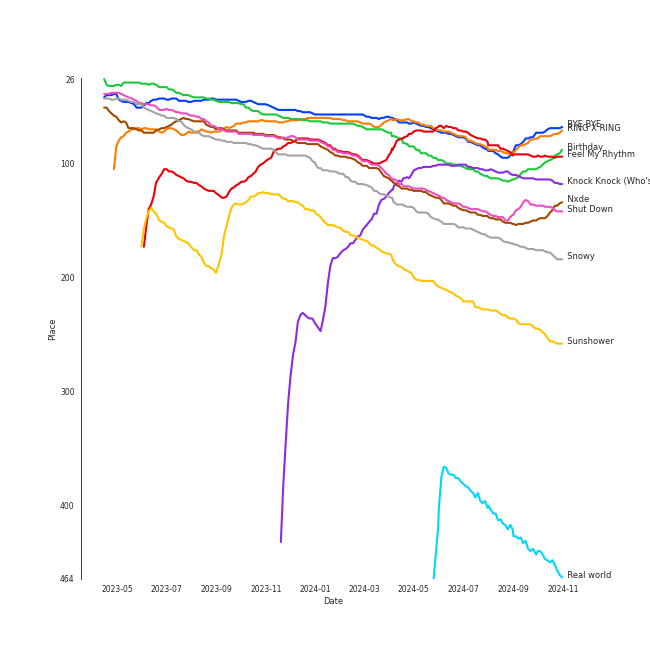 26
100
200
300
400
464
Place
2023-05
2023-07
2023-09
2023-11
2024-01
2024-03
2024-05
2024-07
2024-09
2024-11
Date
BYE BYE
RING X RING
Birthday
Feel My Rhythm
Knock Knock (Who's
Nxde
Shut Down
Snowy
Sunshower
Real world